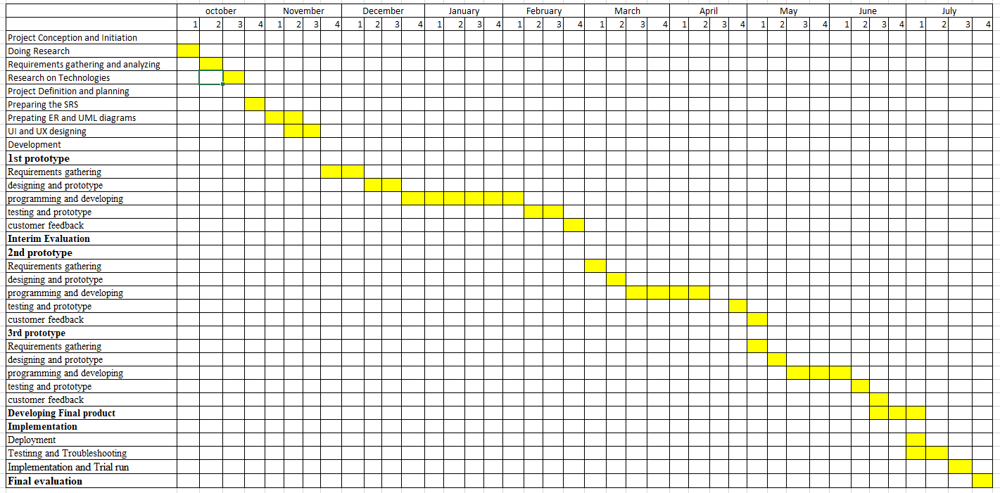 october November December January February March April May June July
1 2 3 4 1 2 3 4 1 2 3 4 1 2 3 4 1 2 3 4 1 2 3 4 1 2 3 4 1 2 3 4 1 2 3 4 1 2 3 4
Project Conception and Initiation
Doing Research
Requirements gathering and analyzing
Research on Technologies
Project Definition and planning
Preparing the SRS
Prepating ER and UML diagrams
UI and UX designing
Development
1st prototype
Requirements gathering
designing and prototype
programming and developing
testing and prototype
customer feedback
Interim Evaluation
2nd prototype
Requirements gathering
designing and prototype
programming and developing
testing and prototype
customer feedback
3rd prototype
Requirements gathering
designing and prototype
programming and developing
testing and prototype
customer feedback
Developing Final product
Implementation
Deployment
Testinng and Troubleshooting
Implementation and Trial run
Final evaluation